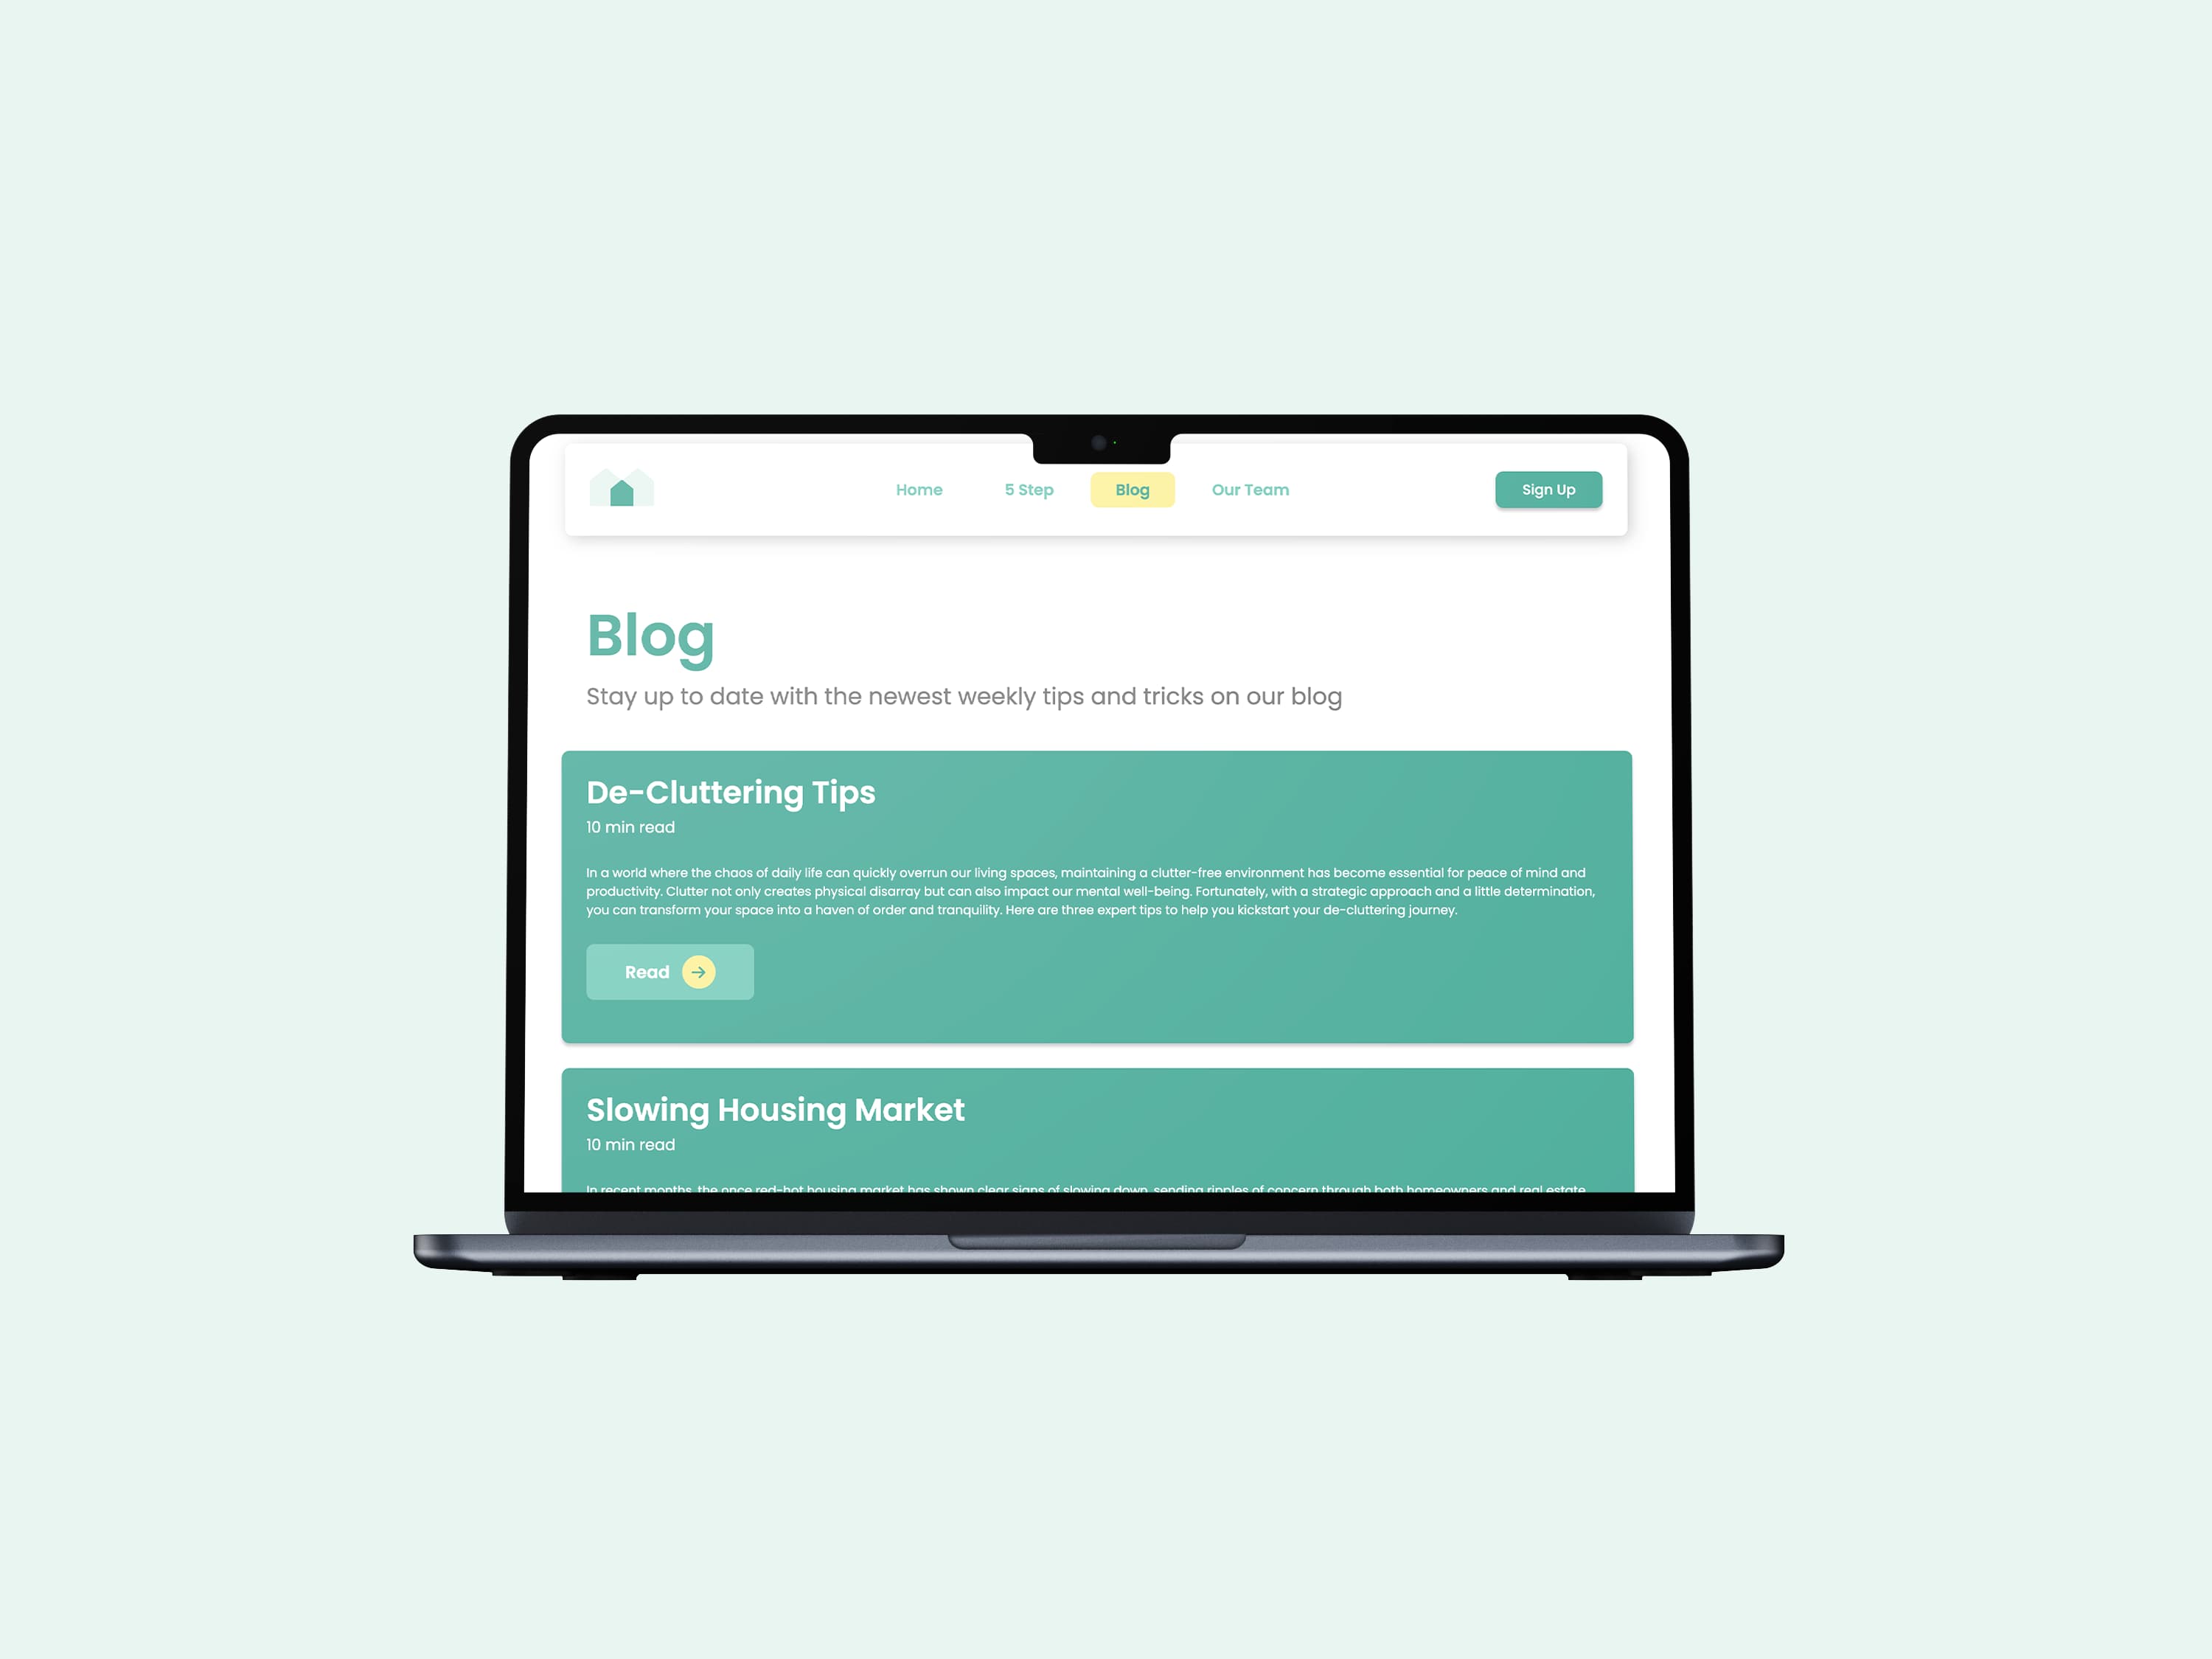 Home 5 Step Blog Our Team Sign Up
Blog
Stay up to date with the newest weekly tips and tricks on our blog
De-Cluttering Tips
10 min read
In a world where the chaos of daily life can quickly overrun our living spaces, maintaining a clutter-free environment has become essential for peace of mind and
productivity. Clutter not only creates physical disarray but can also impact our mental well-being. Fortunately, with a strategic approach and a little determination,
you can transform your space into a haven of order and tranquility. Here are three expert tips to help you kickstart your de-cluttering journey.
Read
Slowing Housing Market
10 min read
In recent months, the once red-hot housing market has shown clear signs of slowing down, sending ripples of concern through both homeowners and real estate